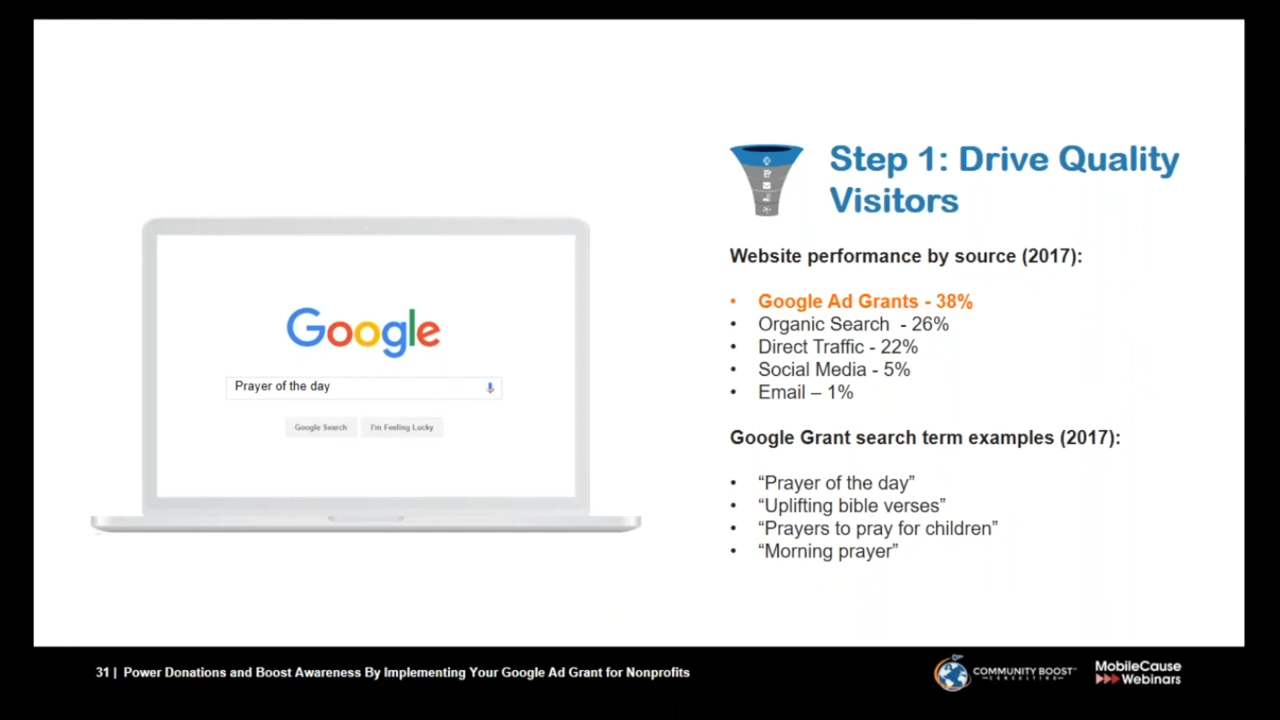 Step 1: Drive Quality
Visitors
Google
Prayer of the day
Google Search I'm Feeling Lucky
Website performance by source (2017):
• Google Ad Grants - 38%
• Organic Search - 26%
• Direct Traffic - 22%
• Social Media - 5%
• Email – 1%
Google Grant search term examples (2017):
• “Prayer of the day”
• “Uplifting bible verses”
• “Prayers to pray for children”
• “Morning prayer”
31 | Power Donations and Boost Awareness By Implementing Your Google Ad Grant for Nonprofits
COMMUNITY BOOST
CONSULTING
MobileCause
Webinars